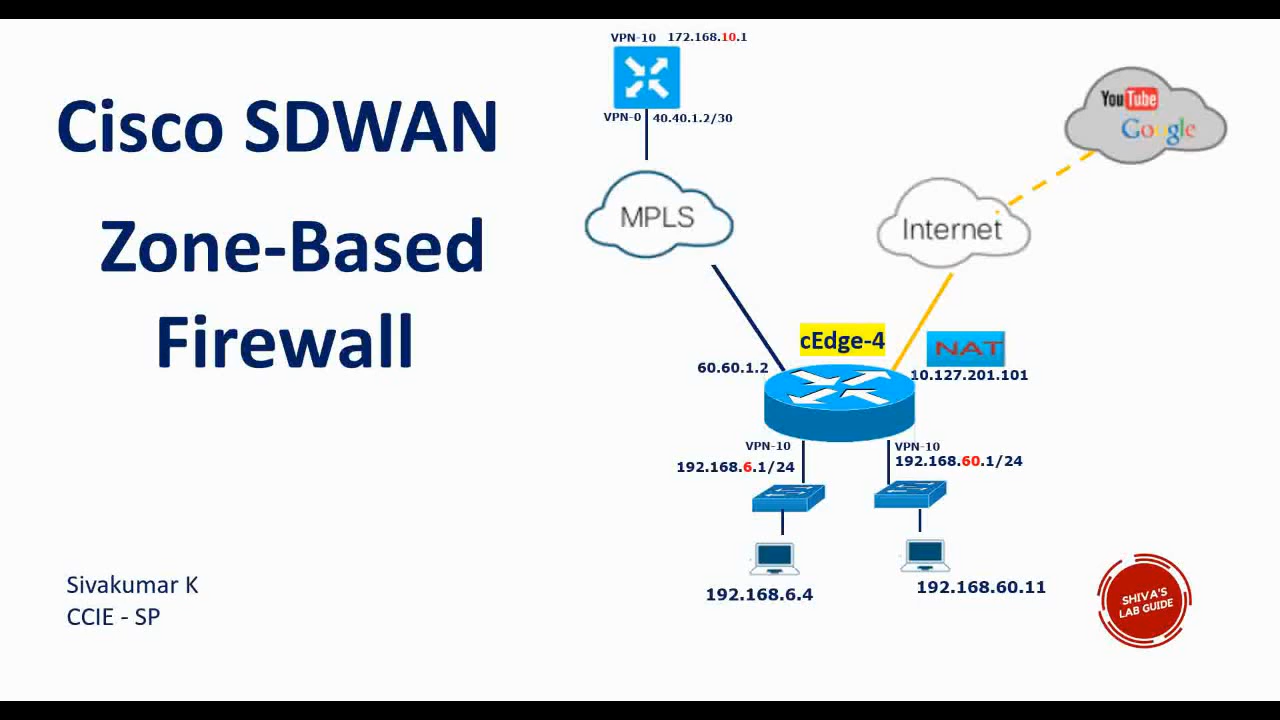 Cisco SDWAN
Zone-Based
Firewall
Sivakumar K
CCIE - SP
VPN-10 172.168.10.1
VPN-0 40.40.1.2/30
MPLS
YouTube
Google
Internet
cEdge-4
NAT
60.60.1.2
10.127.201.101
VPN-10
192.168.6.1/24
VPN-10
192.168.60.1/24
192.168.6.4
192.168.60.11
SHIVA'S
LAB GUIDE